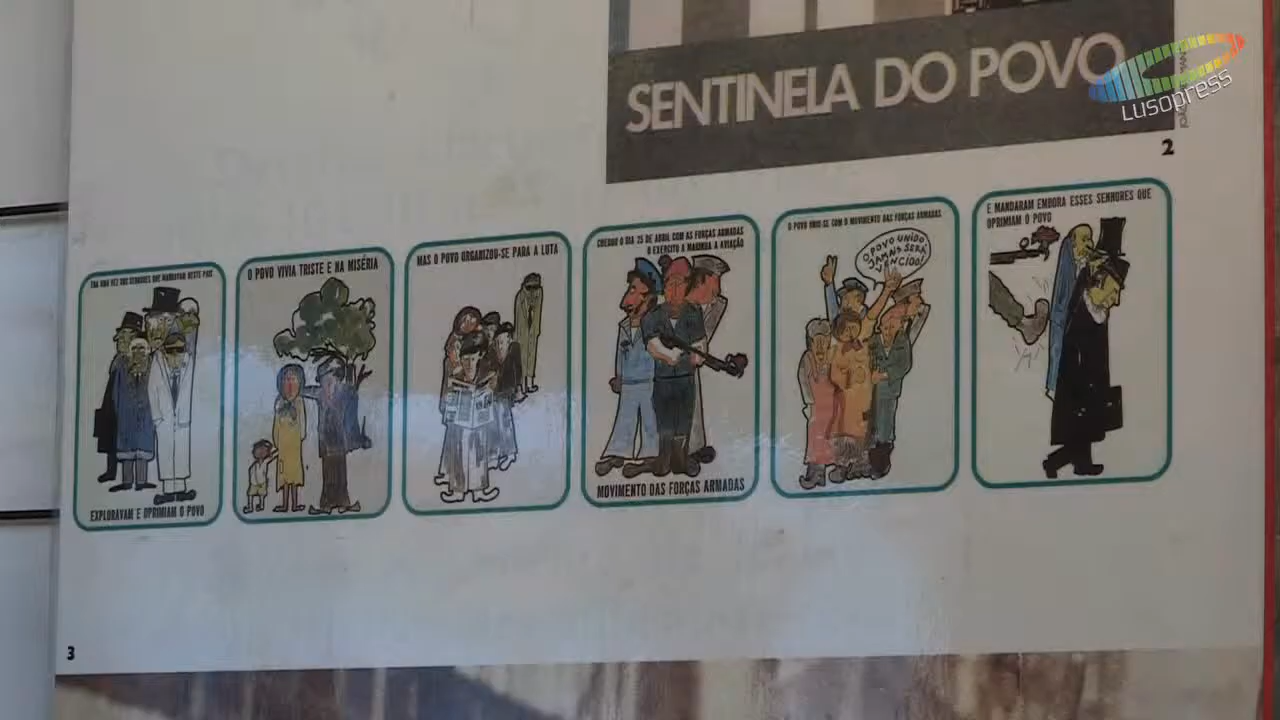 SENTINELA DO POVO
LUSOpress
2
ERA UMA VEZ UNS SENHORES QUE MANDAVAM NESTE PAÍS
EXPLORAVAM E OPRIMIAM O POVO
O POVO VIVIA TRISTE E NA MISÉRIA
MAS O POVO ORGANIZOU-SE PARA A LUTA
CHEGOU O DIA 25 DE ABRIL COM AS FORÇAS ARMADAS
O EXÉRCITO A MARINHA A AVIAÇÃO
MOVIMENTO DAS FORÇAS ARMADAS
O POVO UNIU-SE COM O MOVIMENTO DAS FORÇAS ARMADAS
O POVO UNIDO
JAMAIS SERÁ
VENCIDO!
E MANDARAM EMBORA ESSES SENHORES QUE
OPRIMIAM O POVO
3